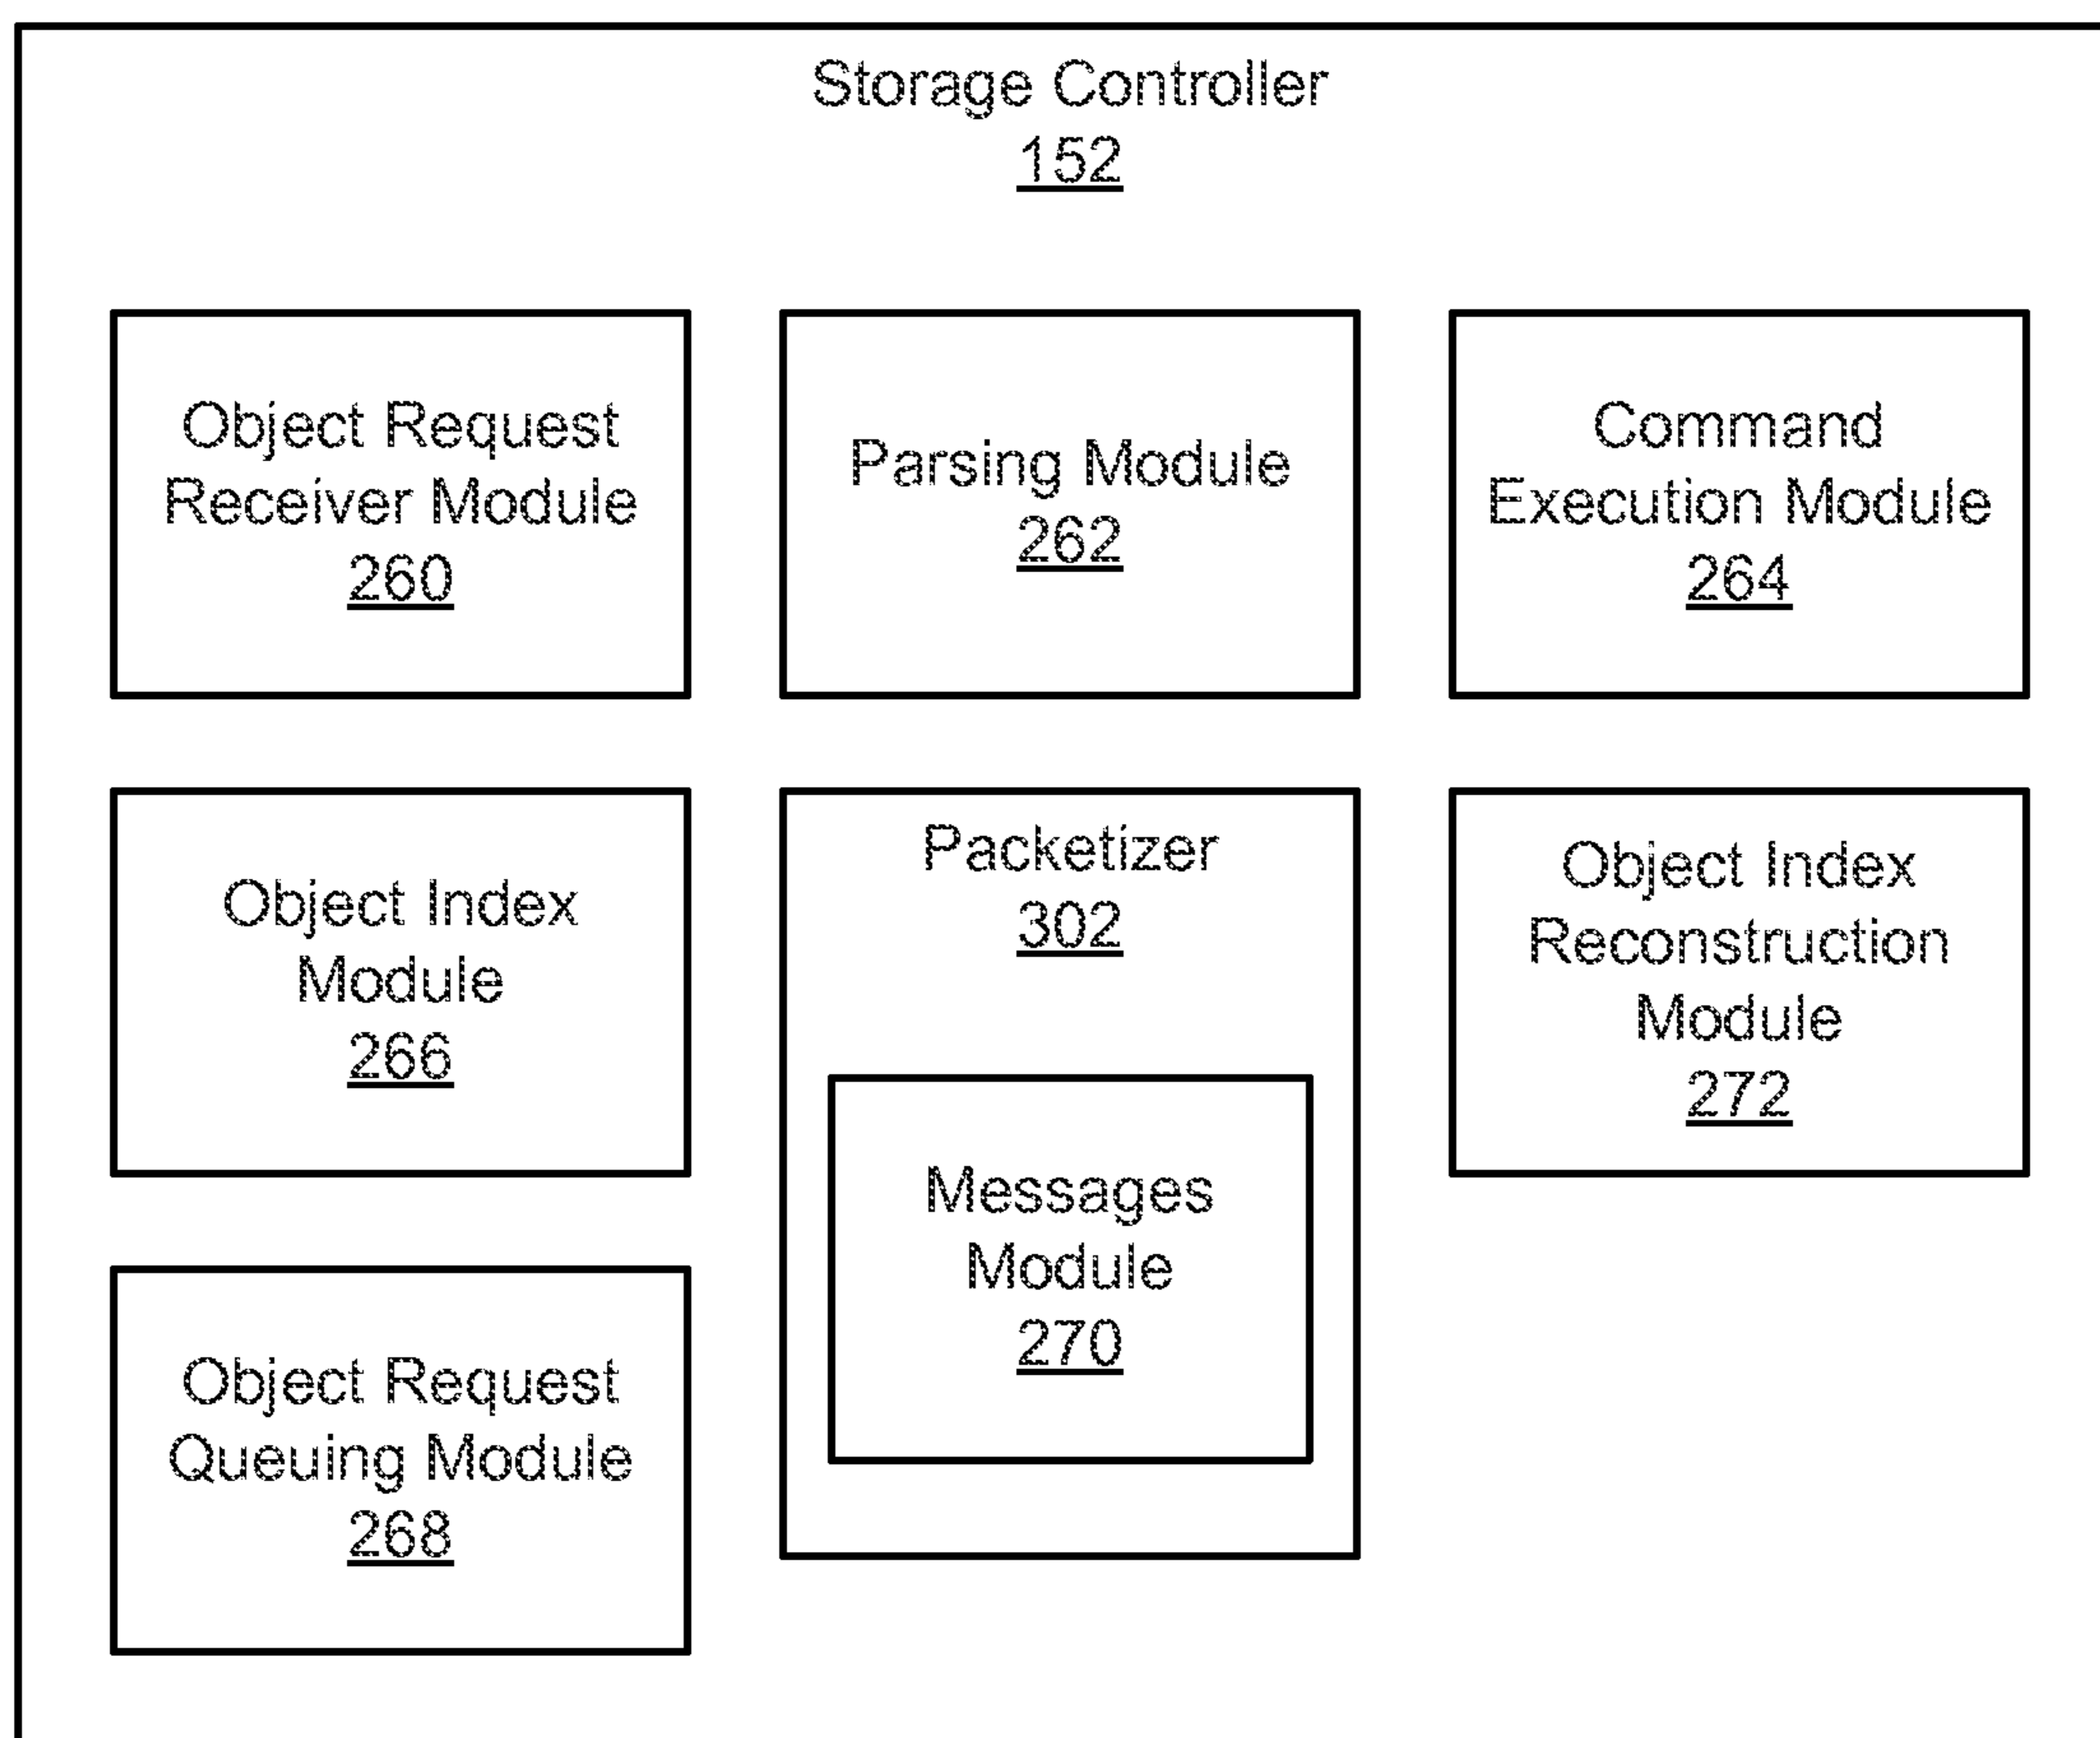 Storage Controller
152
Object Request
Receiver Module
260
Parsing Module
262
Command
Execution Module
264
Object Index
Module
266
Packetizer
302
Messages
Module
270
Object Index
Reconstruction
Module
272
Object Request
Queuing Module
268